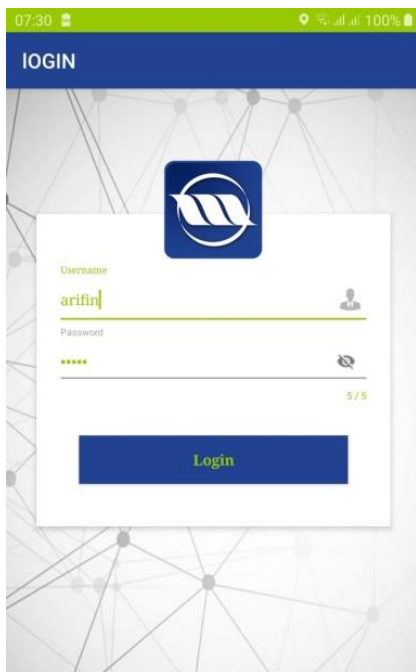 07:30 100%
lOGIN
Username
arifin
Password
•••••
5 / 5
Login